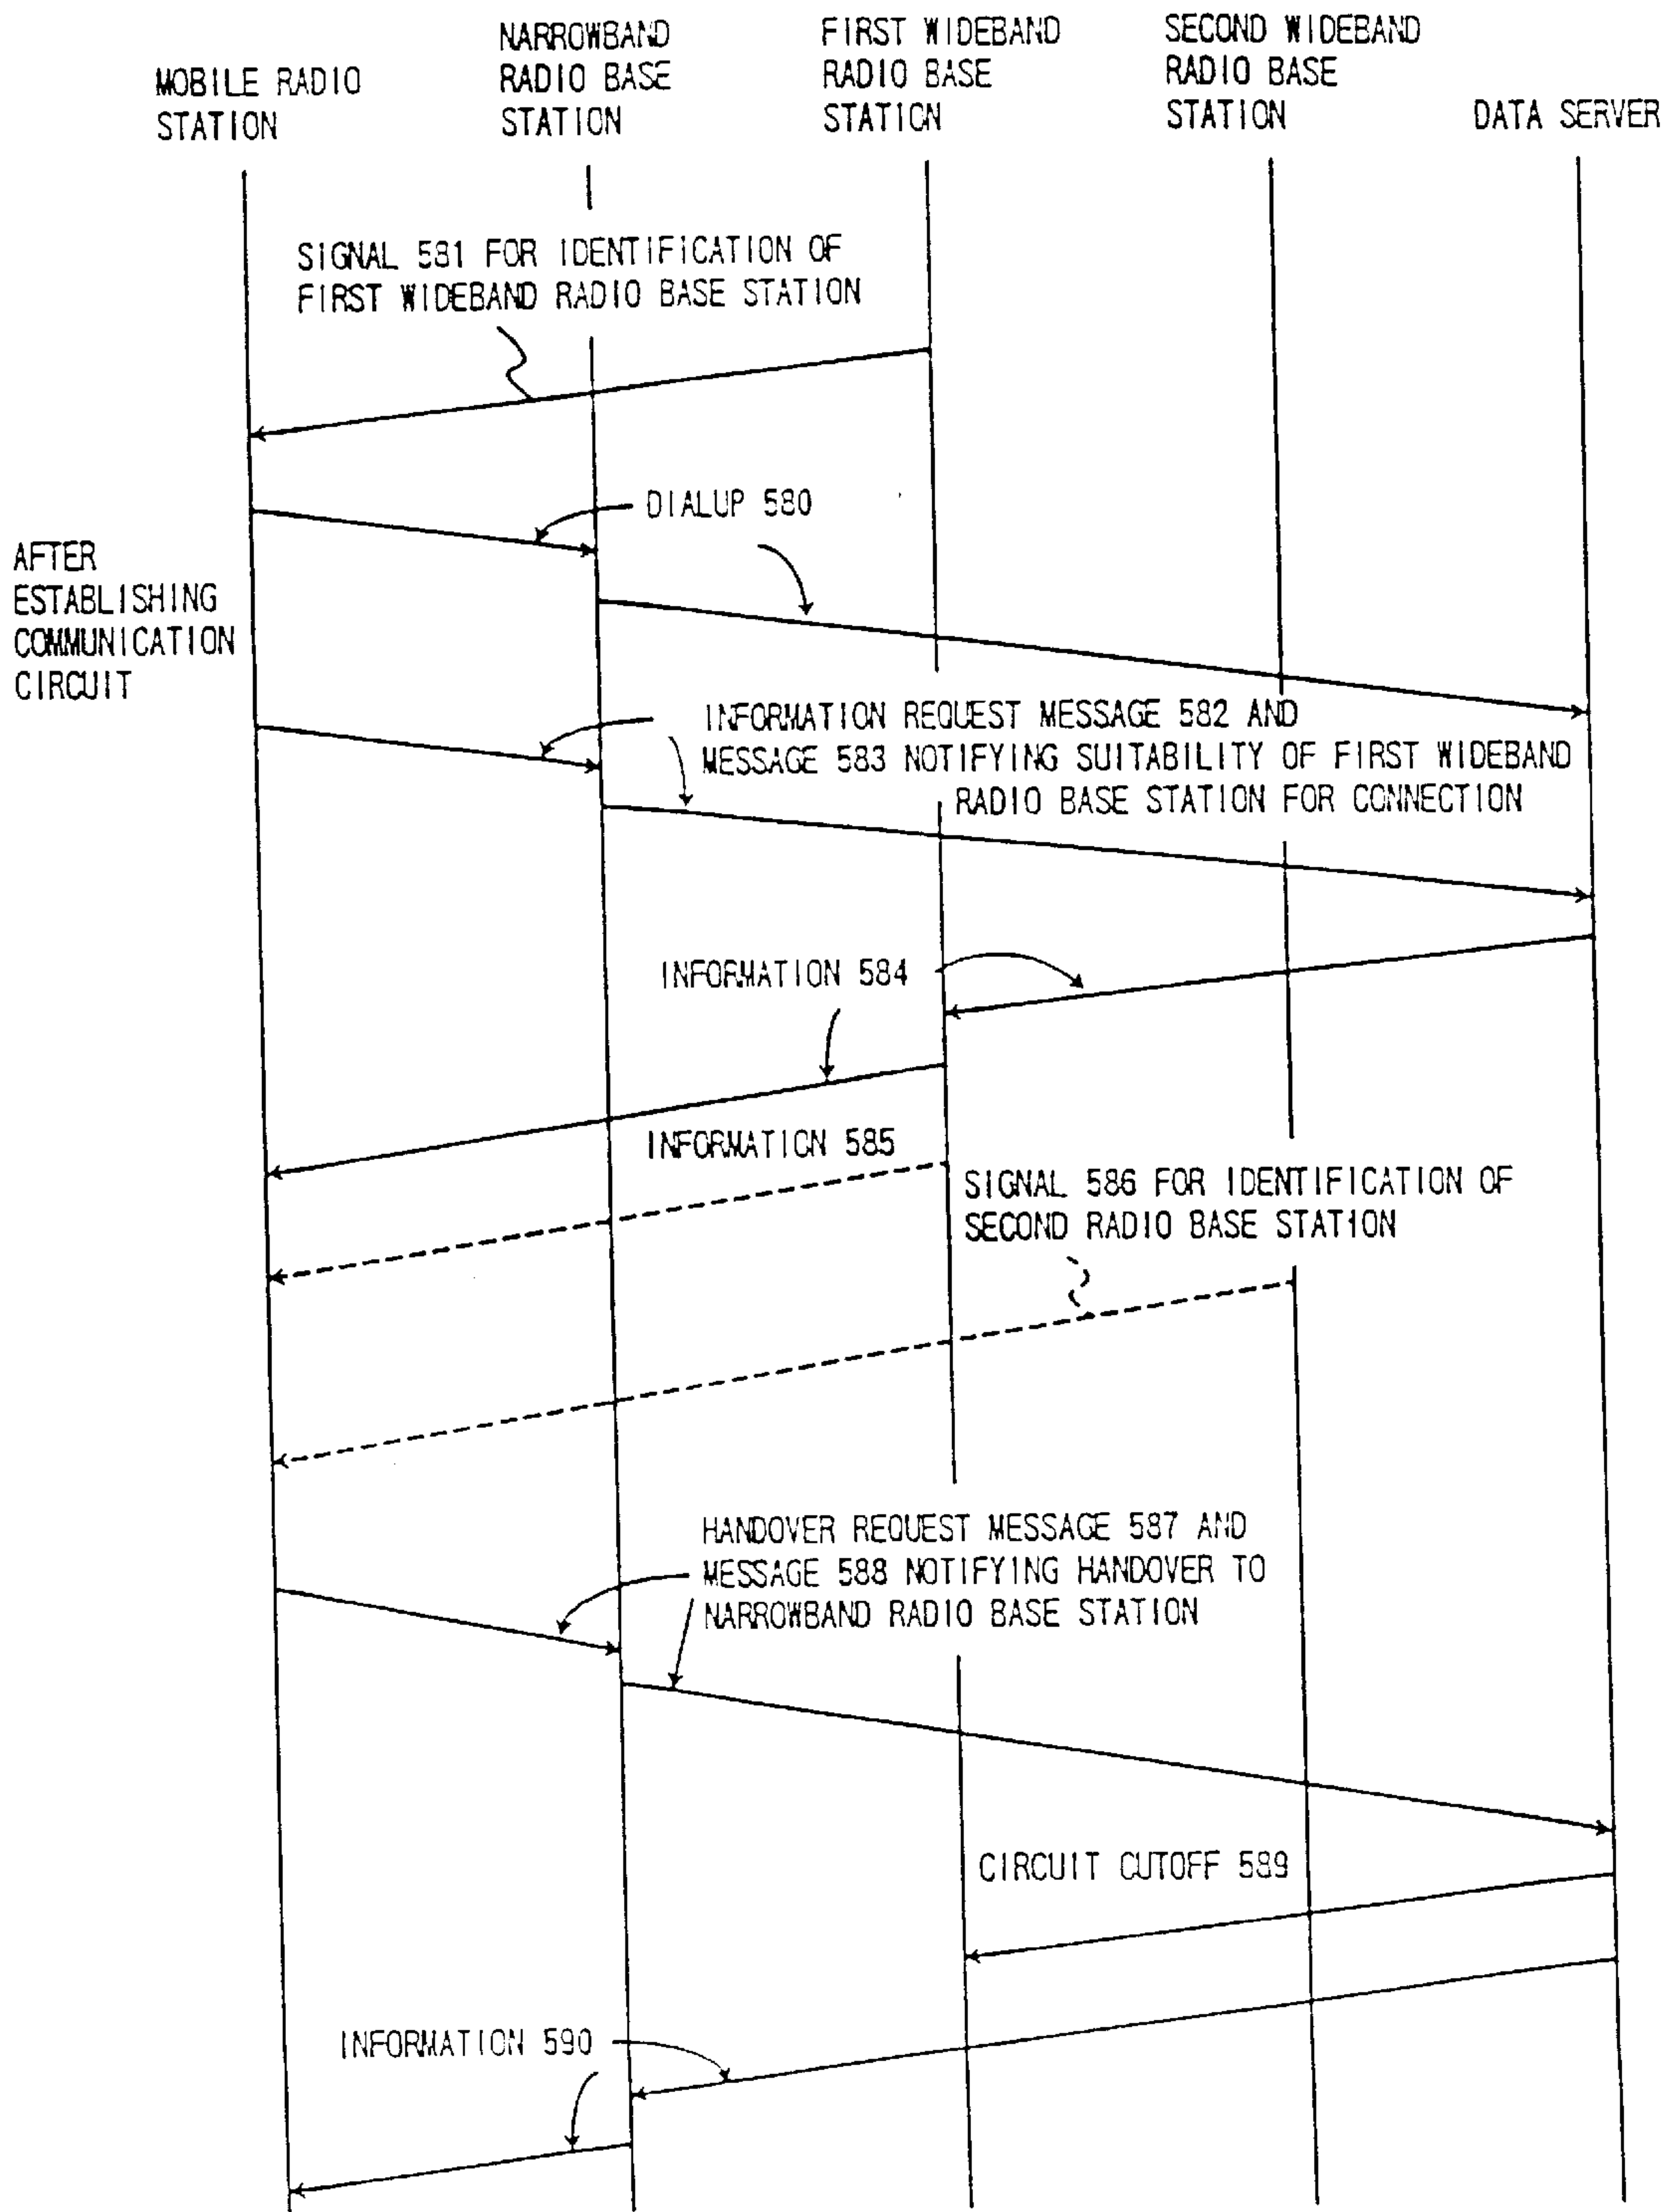 MOBILE RADIO
STATION
NARROWBAND
RADIO BASE
STATION
FIRST WIDEBAND
RADIO BASE
STATION
SECOND WIDEBAND
RADIO BASE
STATION
DATA SERVER
SIGNAL 581 FOR IDENTIFICATION OF
FIRST WIDEBAND RADIO BASE STATION
DIALUP 580
AFTER
ESTABLISHING
COMMUNICATION
CIRCUIT
INFORMATION REQUEST MESSAGE 582 AND
MESSAGE 583 NOTIFYING SUITABILITY OF FIRST WIDEBAND
RADIO BASE STATION FOR CONNECTION
INFORMATION 584
INFORMATION 585
SIGNAL 586 FOR IDENTIFICATION OF
SECOND RADIO BASE STATION
HANDOVER REQUEST MESSAGE 587 AND
MESSAGE 588 NOTIFYING HANDOVER TO
NARROWBAND RADIO BASE STATION
CIRCUIT CUTOFF 589
INFORMATION 590